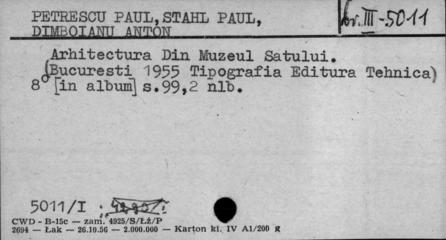 PETRESCU PAUL,STAHL PAUL,
DIMBOIANU ANTON
br.III-5011
Arhitectura Din Muzeul Satului.
(Bucuresti 1955 Tipografia Editura Tehnica)
8° [in album] s.99,2 nlb.
5011/I
CWD - B-15c — zam. 4925/S/Łż/P
2694 — Łak — 26.10.56 — 2.000.000 — Karton kl. IV A1/200 g